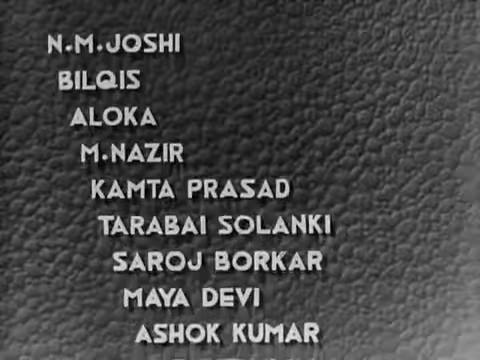 N.M.JOSHI
BILQIS
ALOKA
M.NAZIR
KAMTA PRASAD
TARABAI SOLANKI
SAROJ BORKAR
MAYA DEVI
ASHOK KUMAR